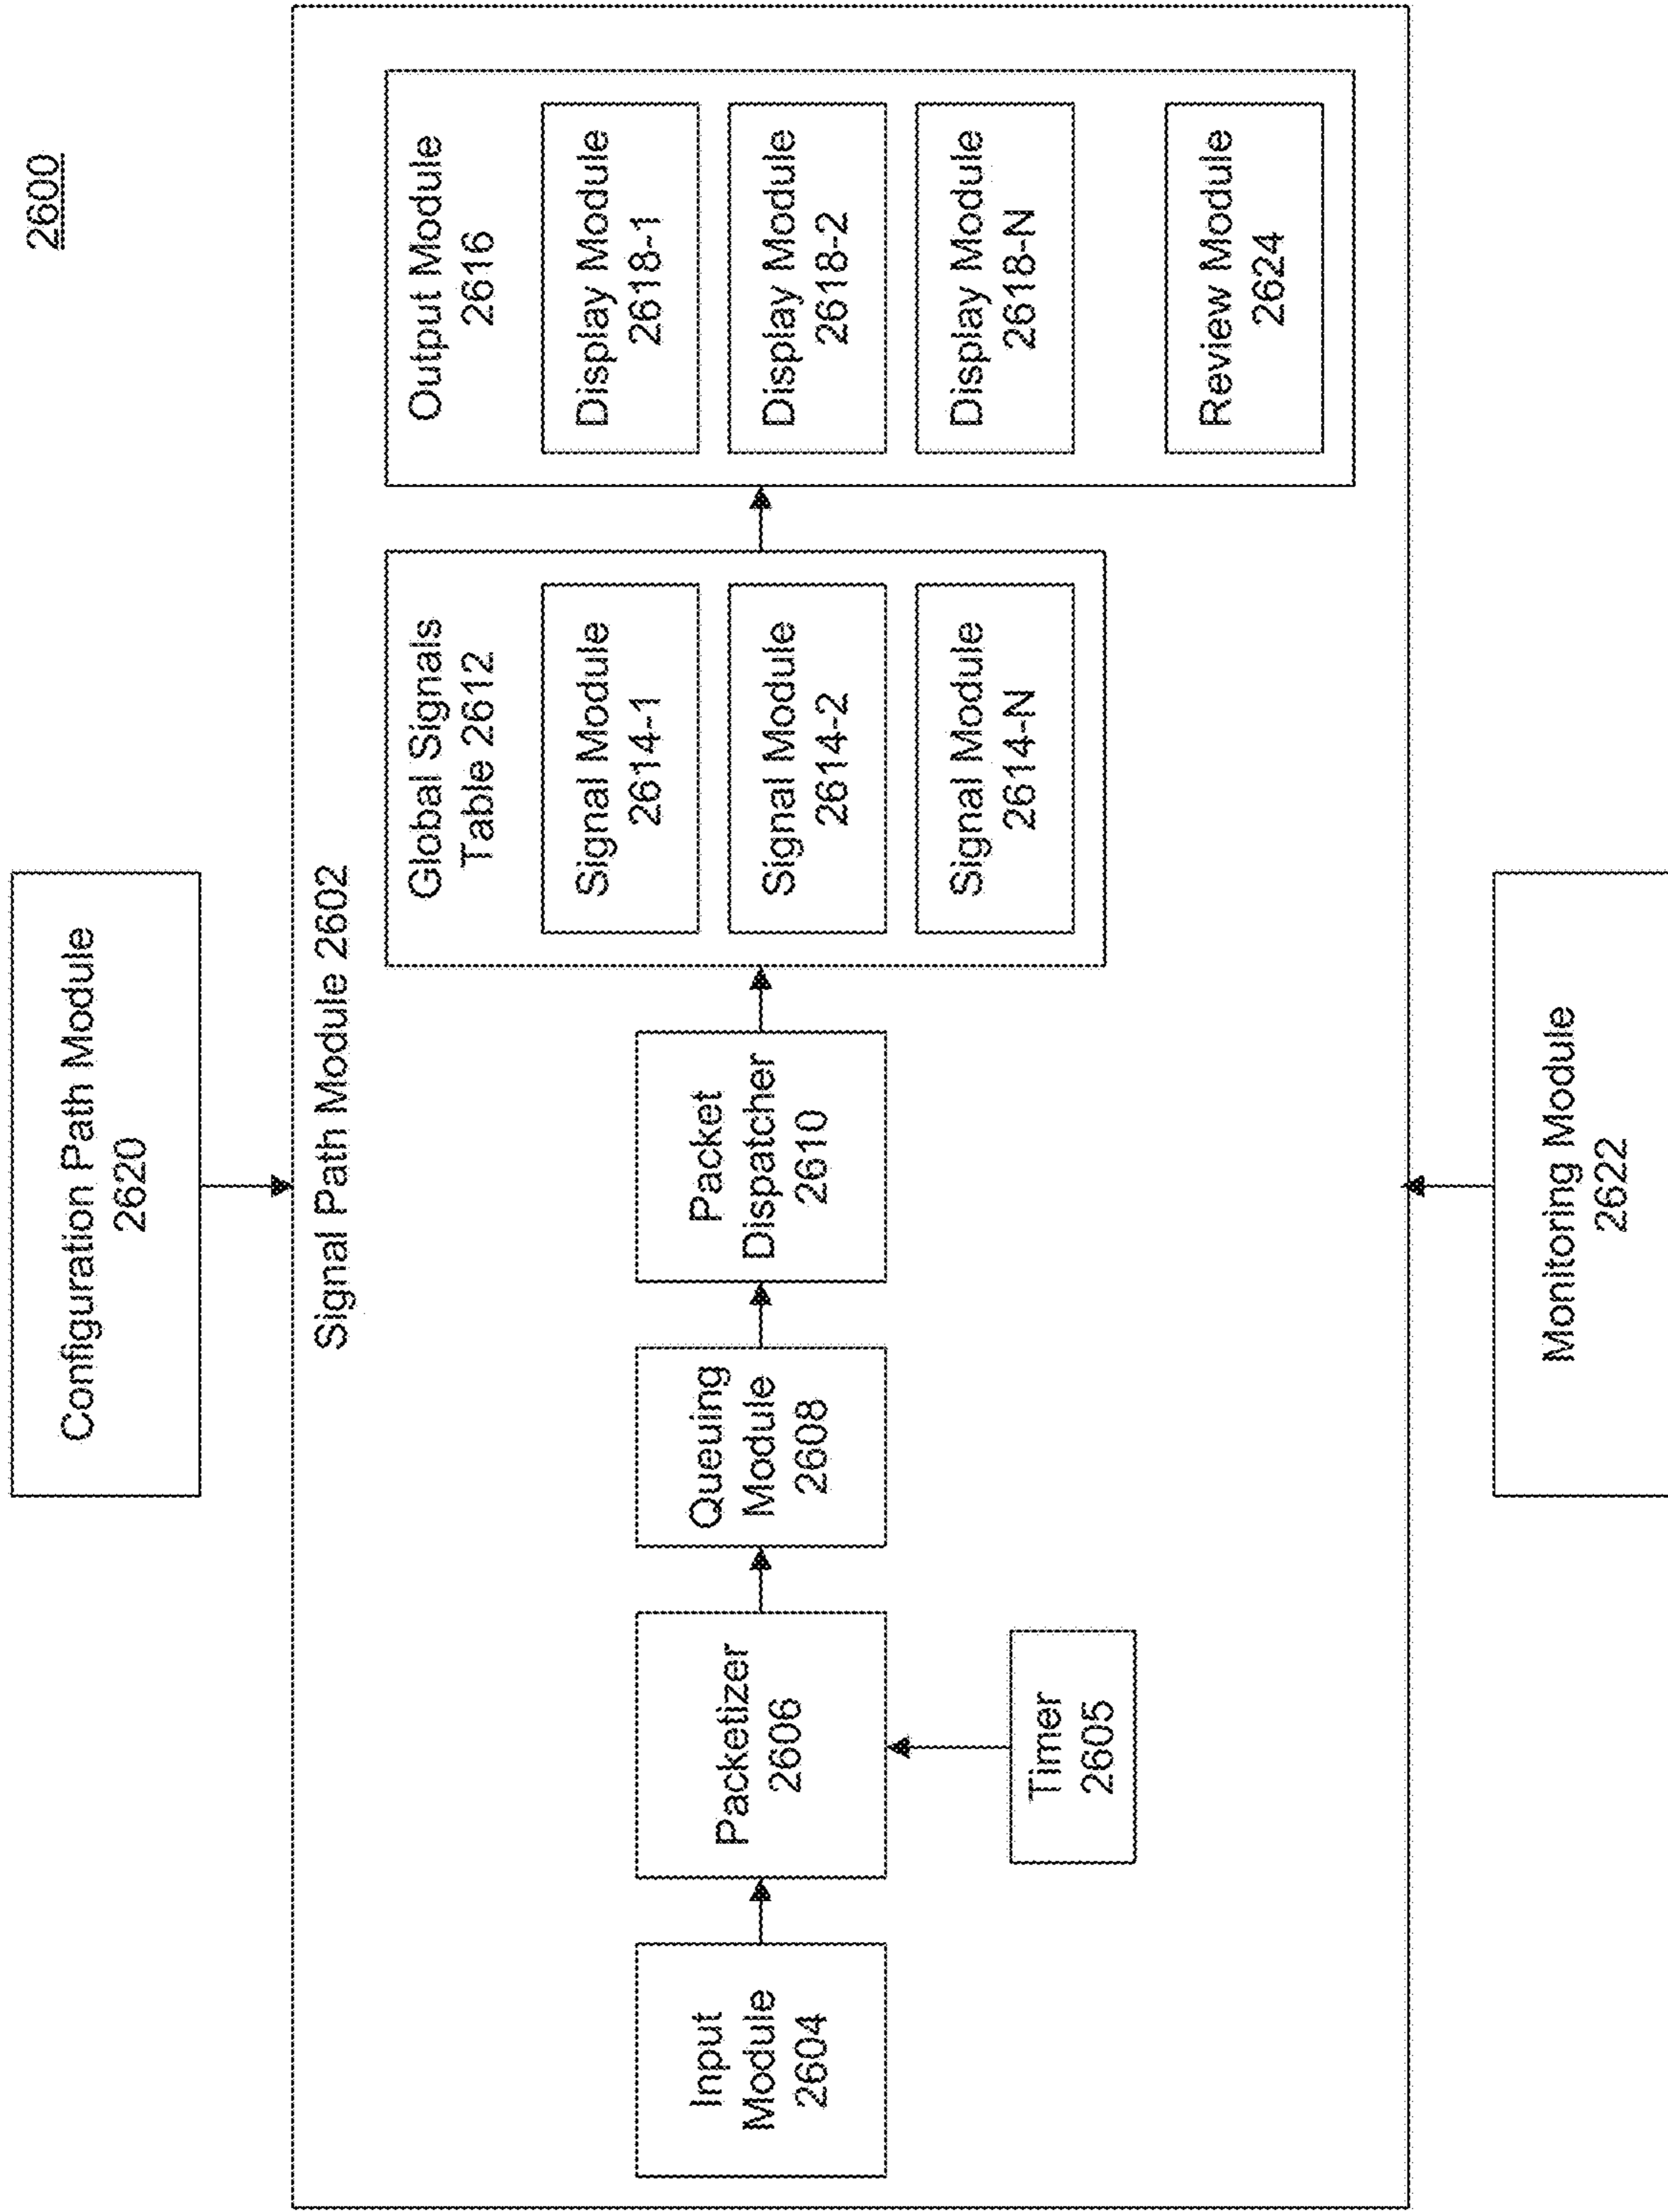 2600
Configuration Path Module
2620
Signal Path Module 2602
Input
Module
2604
Packetizer
2606
Timer
2605
Queuing
Module
2608
Packet
Dispatcher
2610
Global Signals
Table 2612
Signal Module
2614-1
Signal Module
2614-2
Signal Module
2614-N
Output Module
2616
Display Module
2618-1
Display Module
2618-2
Display Module
2618-N
Review Module
2624
Monitoring Module
2622